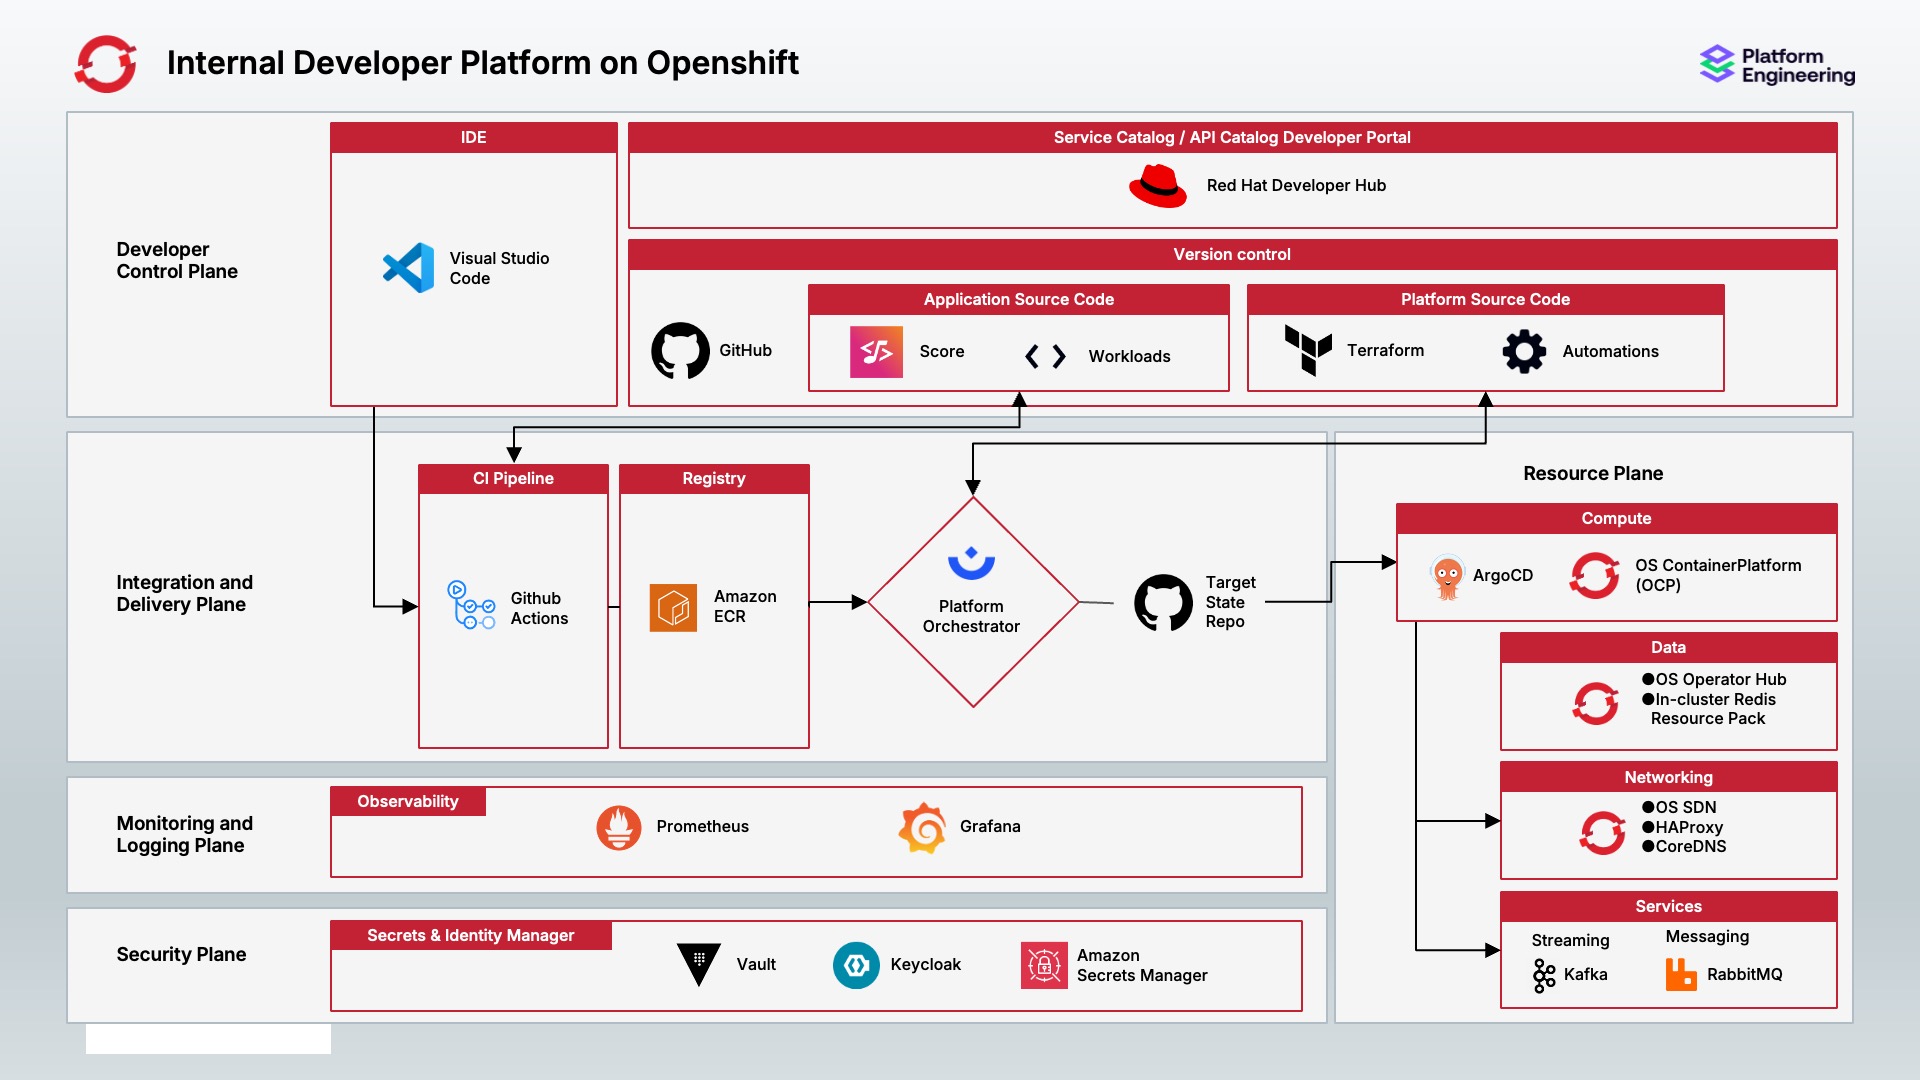 Internal Developer Platform on Openshift
Platform
Engineering
Developer
Control Plane
IDE
Visual Studio
Code
Service Catalog / API Catalog Developer Portal
Red Hat Developer Hub
Version control
GitHub
Application Source Code
Score
Workloads
Platform Source Code
Terraform
Automations
Integration and
Delivery Plane
CI Pipeline
Github
Actions
Registry
Amazon
ECR
Platform
Orchestrator
Target
State
Repo
Resource Plane
Compute
ArgoCD
OS ContainerPlatform
(OCP)
Data
●OS Operator Hub
●In-cluster Redis
Resource Pack
Networking
●OS SDN
●HAProxy
●CoreDNS
Services
Streaming
Kafka
Messaging
RabbitMQ
Monitoring and
Logging Plane
Observability
Prometheus
Grafana
Security Plane
Secrets & Identity Manager
Vault
Keycloak
Amazon
Secrets Manager